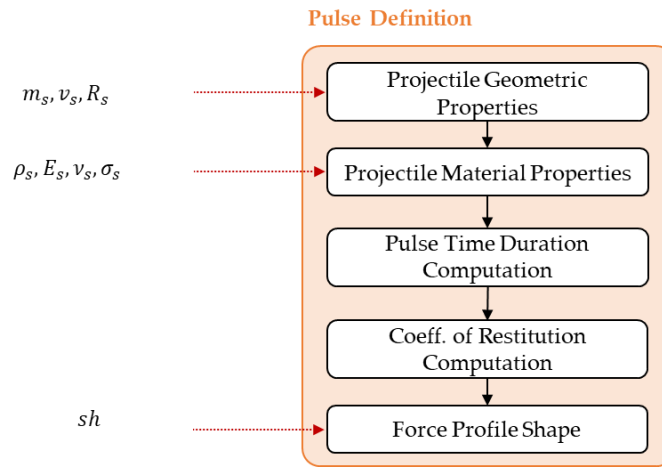 Pulse Definition
Projectile Geometric
Properties
m_s, v_s, R_s
Projectile Material Properties
ρ_s, E_s, ν_s, σ_s
Pulse Time Duration
Computation
Coeff. of Restitution
Computation
sh
Force Profile Shape